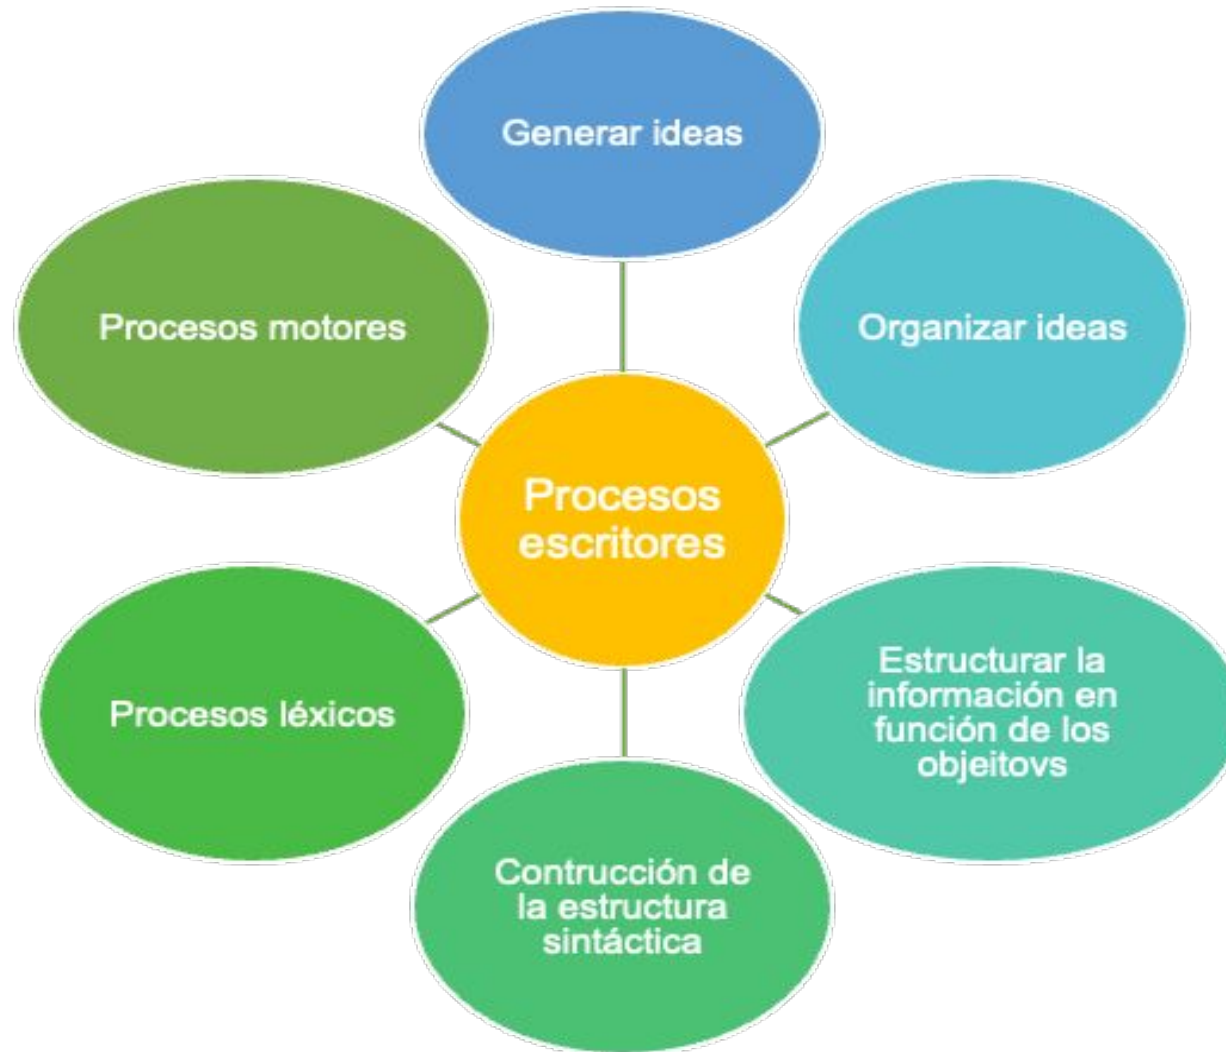 Generar ideas
Organizar ideas
Estructurar la
información en
función de los
objeitovs
Contrucción de
la estructura
sintáctica
Procesos léxicos
Procesos motores
Procesos
escritores